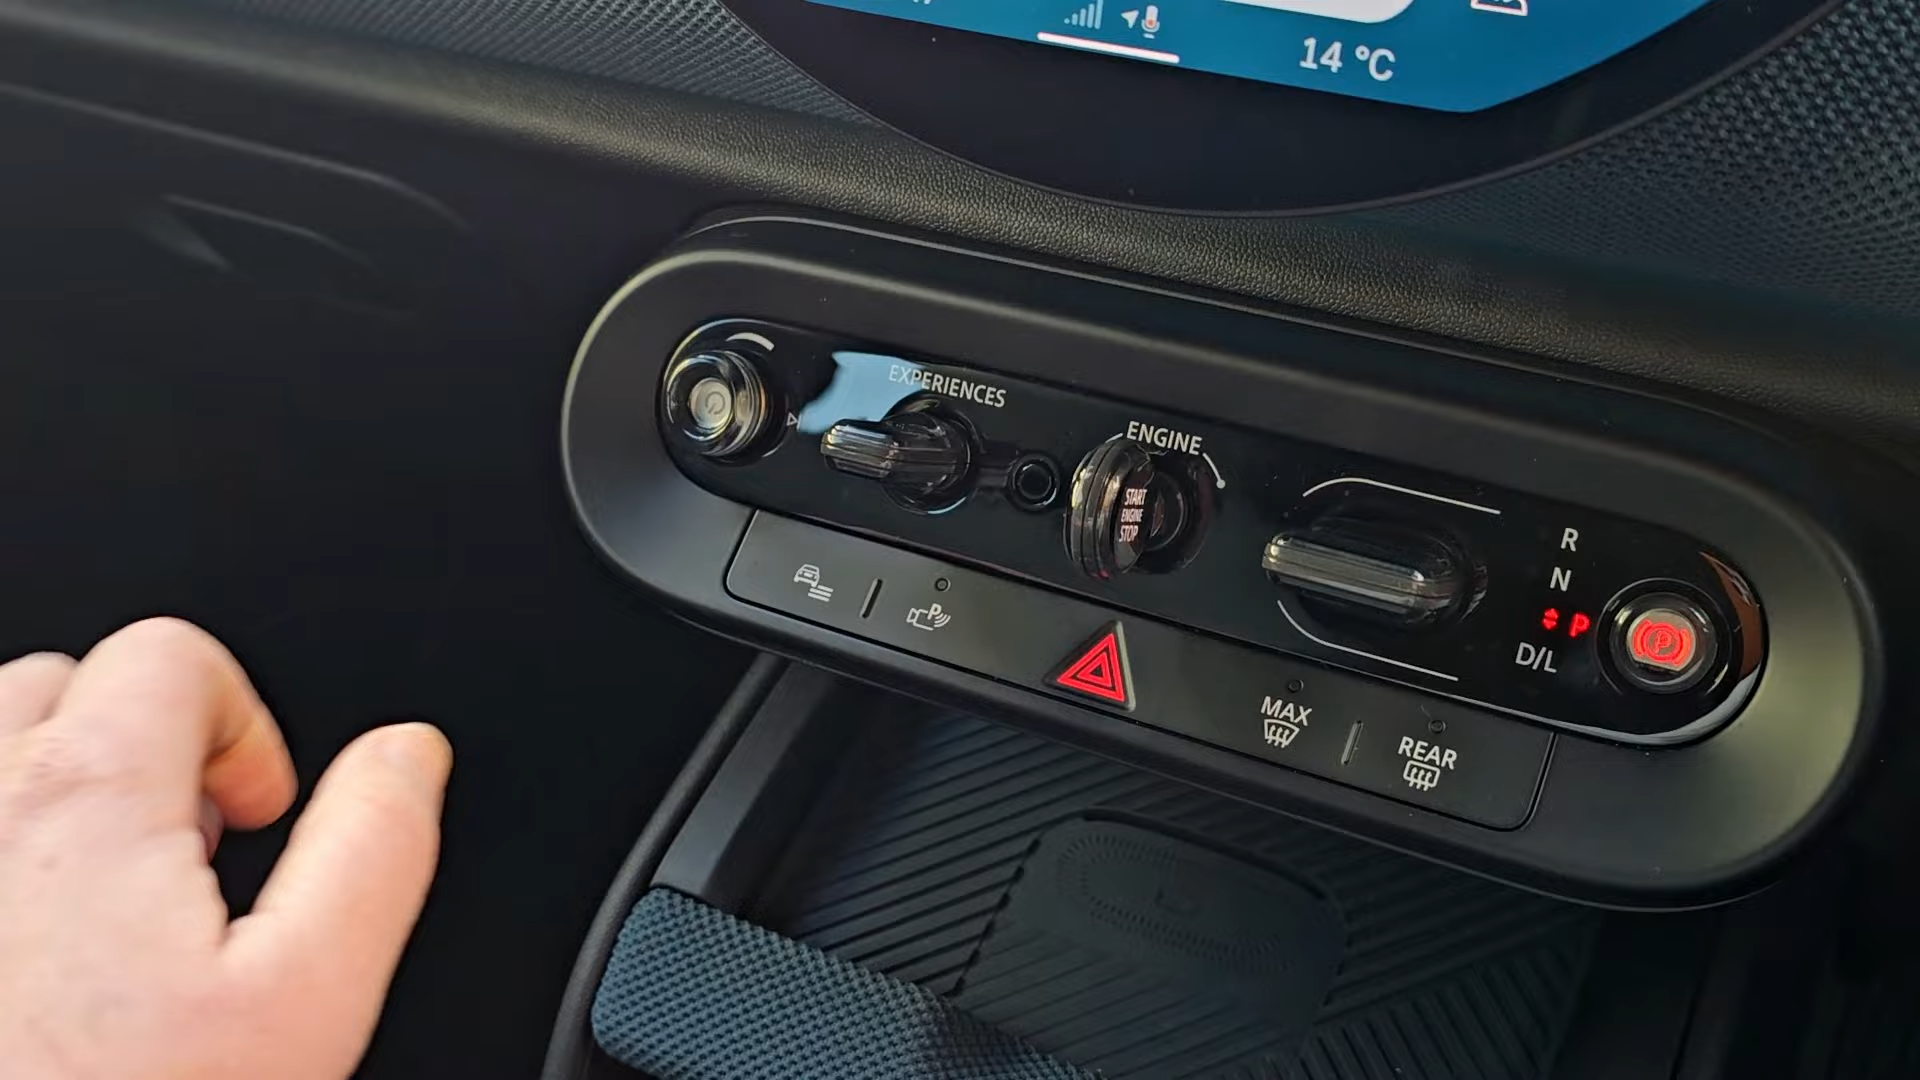 14 °C
EXPERIENCES
ENGINE
START
ENGINE
STOP
R
N
P
D/L
P
P
MAX
REAR